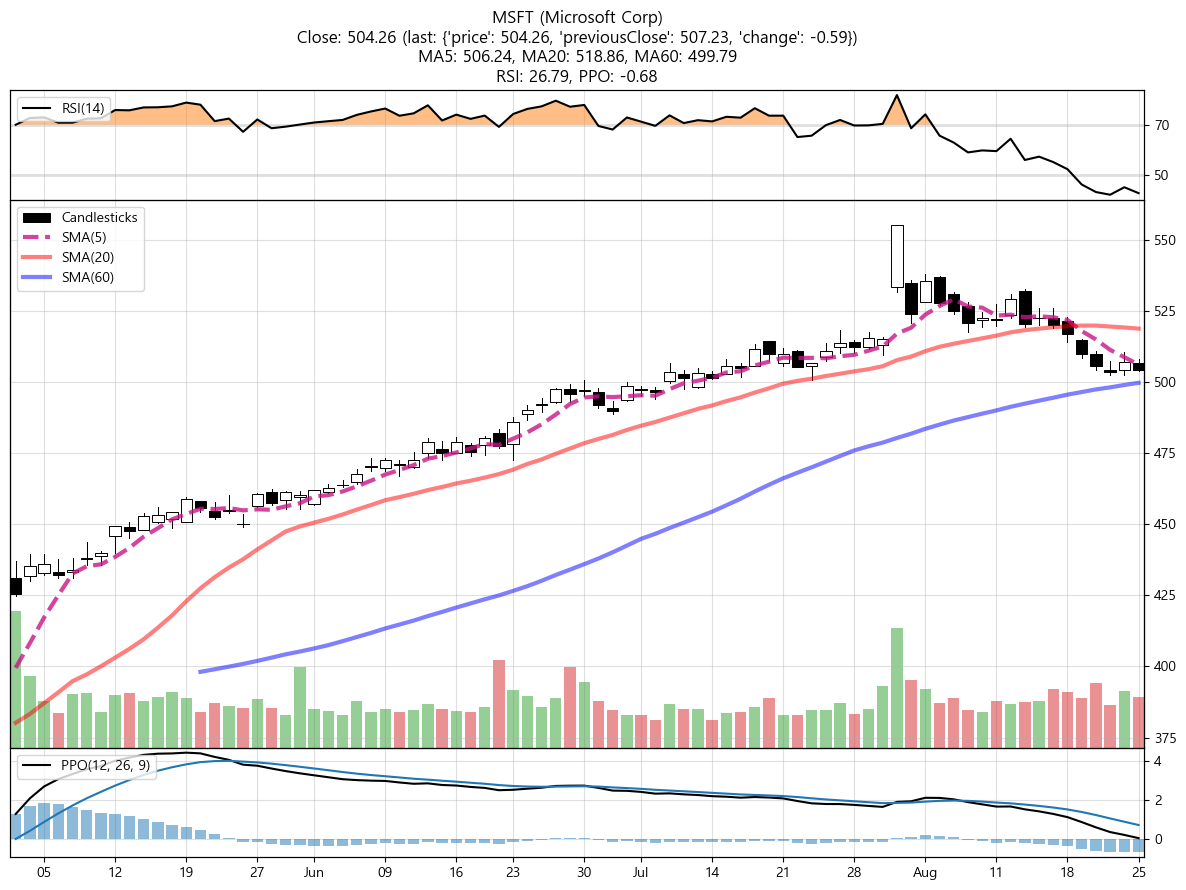 MSFT (Microsoft Corp)
Close: 504.26 (last: {'price': 504.26, 'previousClose': 507.23, 'change': -0.59})
MA5: 506.24, MA20: 518.86, MA60: 499.79
RSI: 26.79, PPO: -0.68
RSI(14)
70
50
Candlesticks
SMA(5)
SMA(20)
SMA(60)
550
525
500
475
450
425
400
375
PPO(12, 26, 9)
4
2
0
05 12 19 27 Jun 09 16 23 Jul 14 21 28 Aug 11 18 25